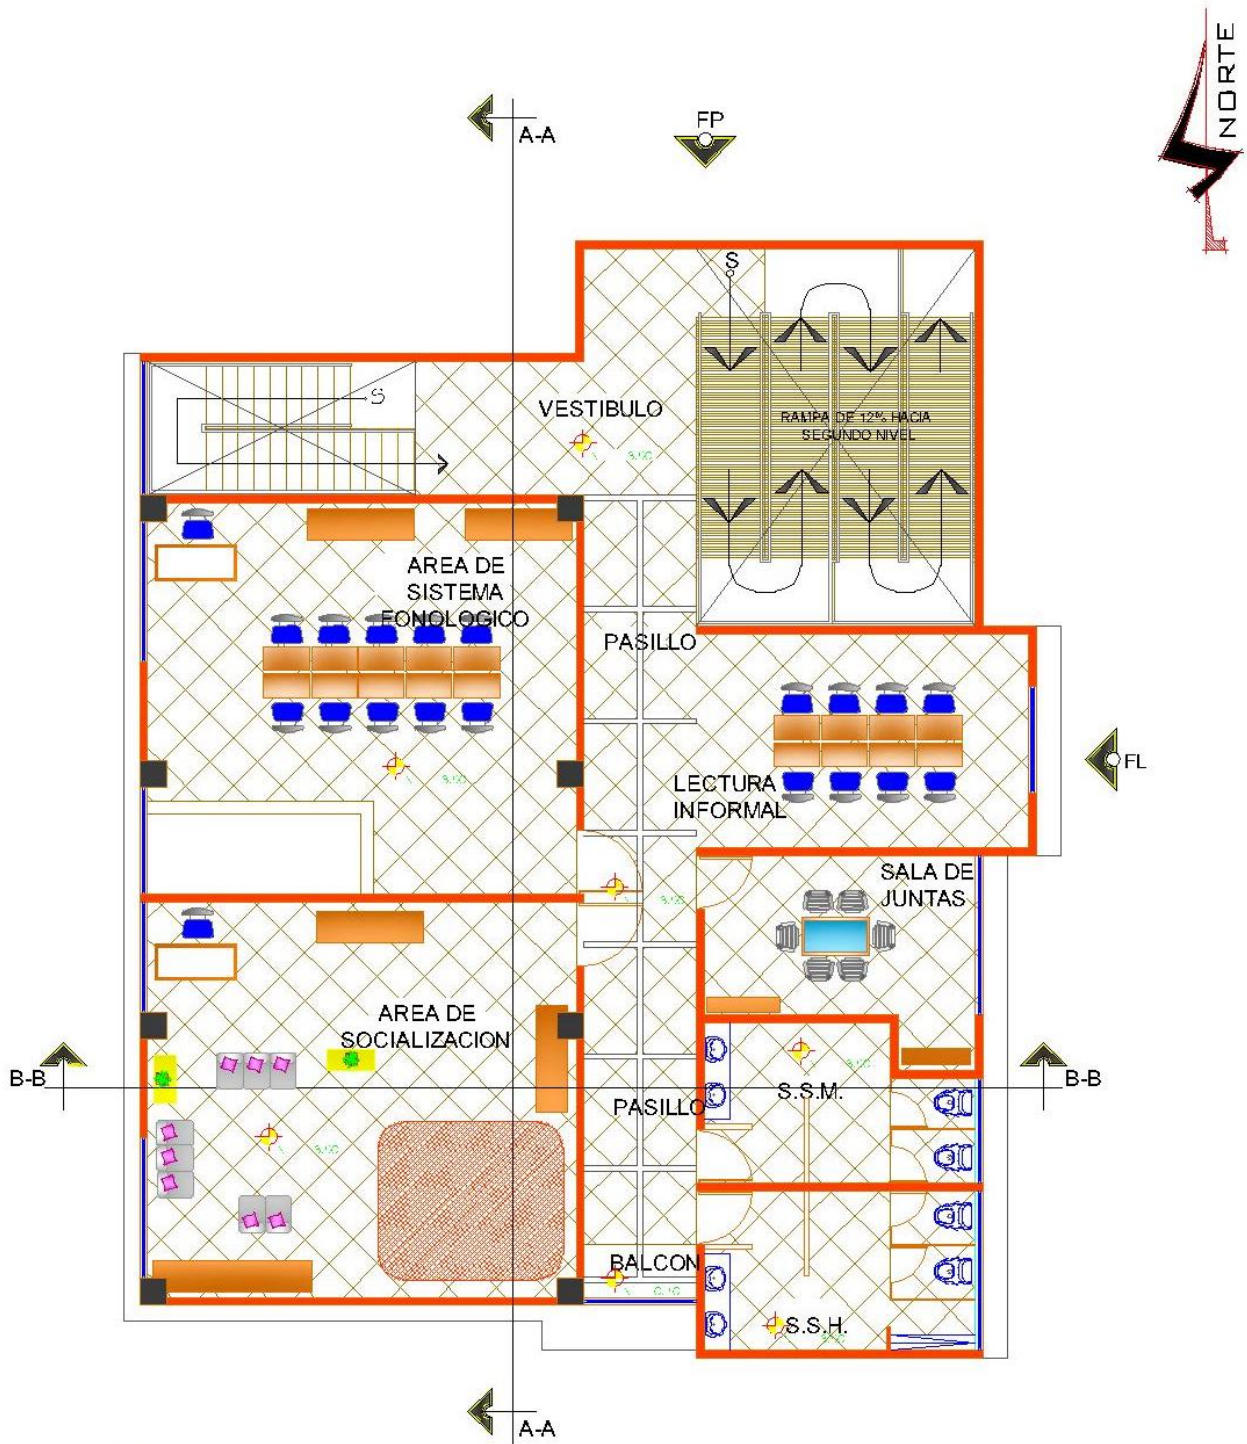 NORTE
A-A
FP
S
S
VESTIBULO
RAMPA DE 12% HACIA
SEGUNDO NIVEL
AREA DE
SISTEMA
FONOLOGICO
PASILLO
LECTURA
INFORMAL
FL
SALA DE
JUNTAS
AREA DE
SOCIALIZACION
B-B
B-B
S.S.M.
PASILLO
BALCON
S.S.H.
A-A